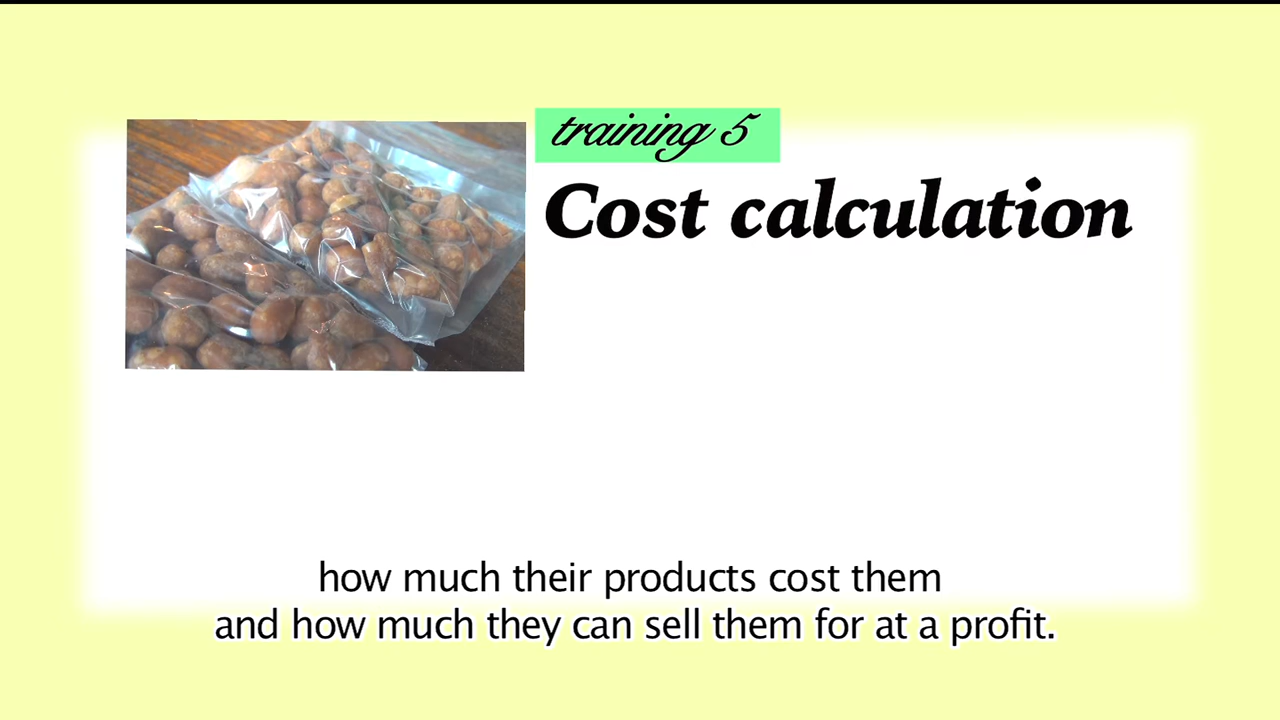 training 5
Cost calculation
how much their products cost them
and how much they can sell them for at a profit.